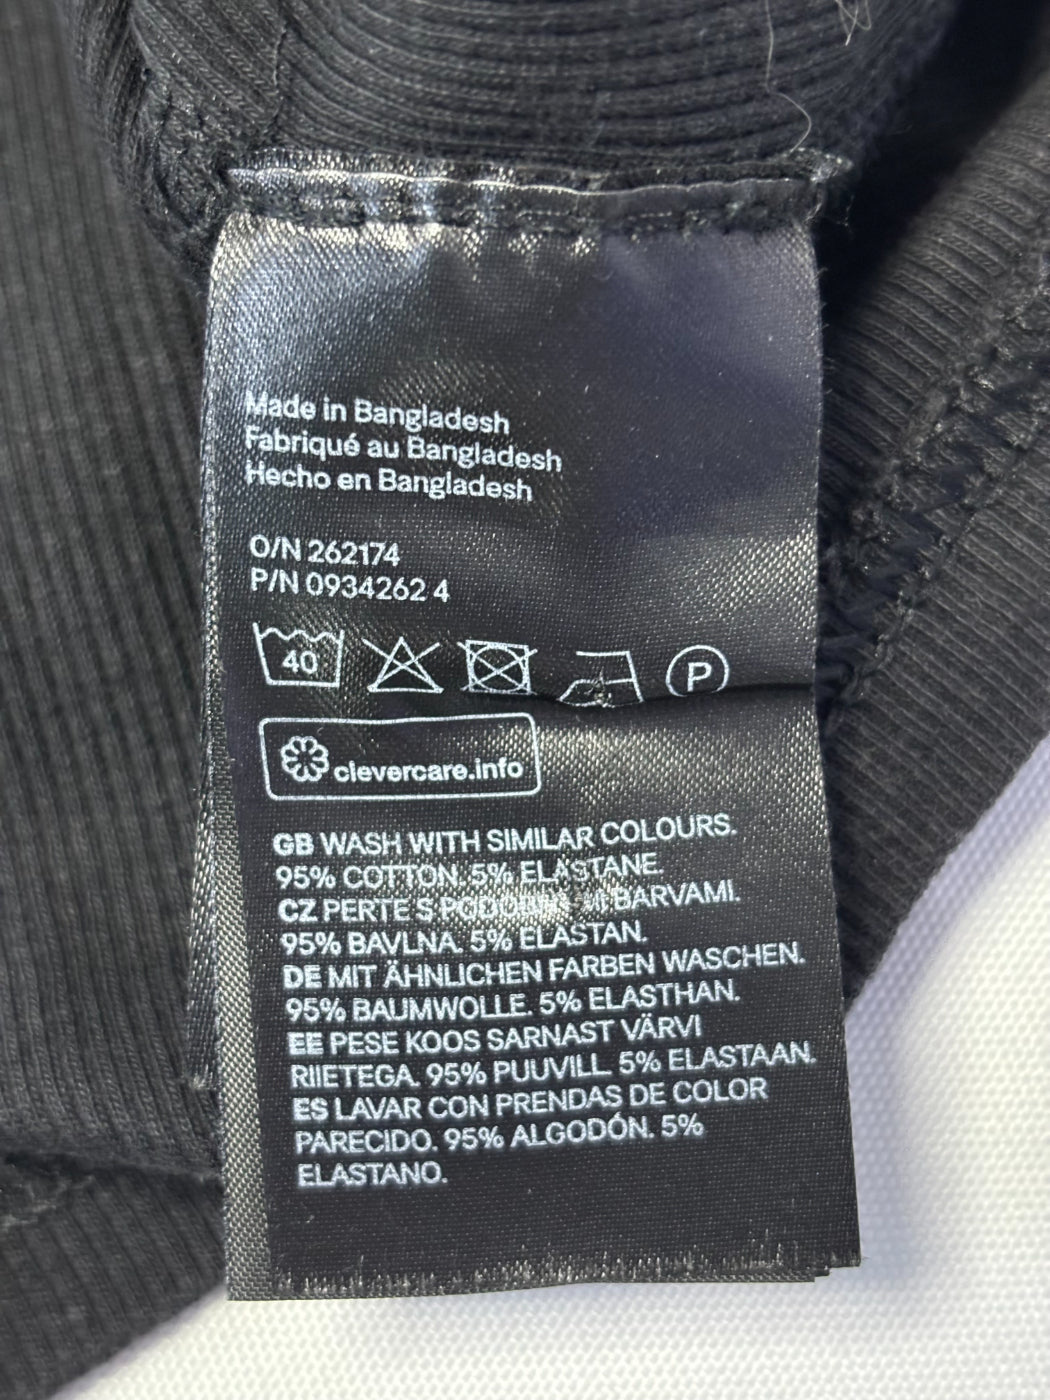 Made in Bangladesh
Fabriqué au Bangladesh
Hecho en Bangladesh
O/N 262174
P/N 0934262 4
40 P
clevercare.info
GB WASH WITH SIMILAR COLOURS.
95% COTTON. 5% ELASTANE.
CZ PERTE S PODOBNÝMI BARVAMI.
95% BAVLNA. 5% ELASTAN.
DE MIT ÄHNLICHEN FARBEN WASCHEN.
95% BAUMWOLLE. 5% ELASTHAN.
EE PESE KOOS SARNAST VÄRVI
RIIETEGA. 95% PUUVILL. 5% ELASTAAN.
ES LAVAR CON PRENDAS DE COLOR
PARECIDO. 95% ALGODÓN. 5%
ELASTANO.